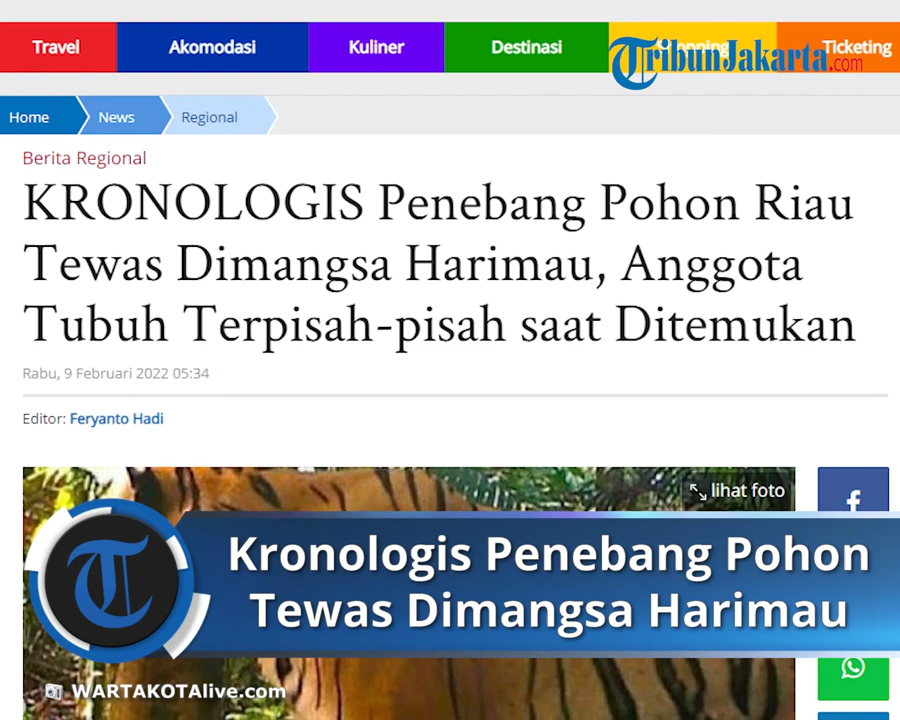 Travel
Akomodasi
Kuliner
Destinasi
TribunJakarta.com
Ticketing
Home
News
Regional
Berita Regional
KRONOLOGIS Penebang Pohon Riau
Tewas Dimangsa Harimau, Anggota
Tubuh Terpisah-pisah saat Ditemukan
Rabu, 9 Februari 2022 05:34
Editor: Feryanto Hadi
lihat foto
Kronologis Penebang Pohon
Tewas Dimangsa Harimau
WARTAKOTAlive.com